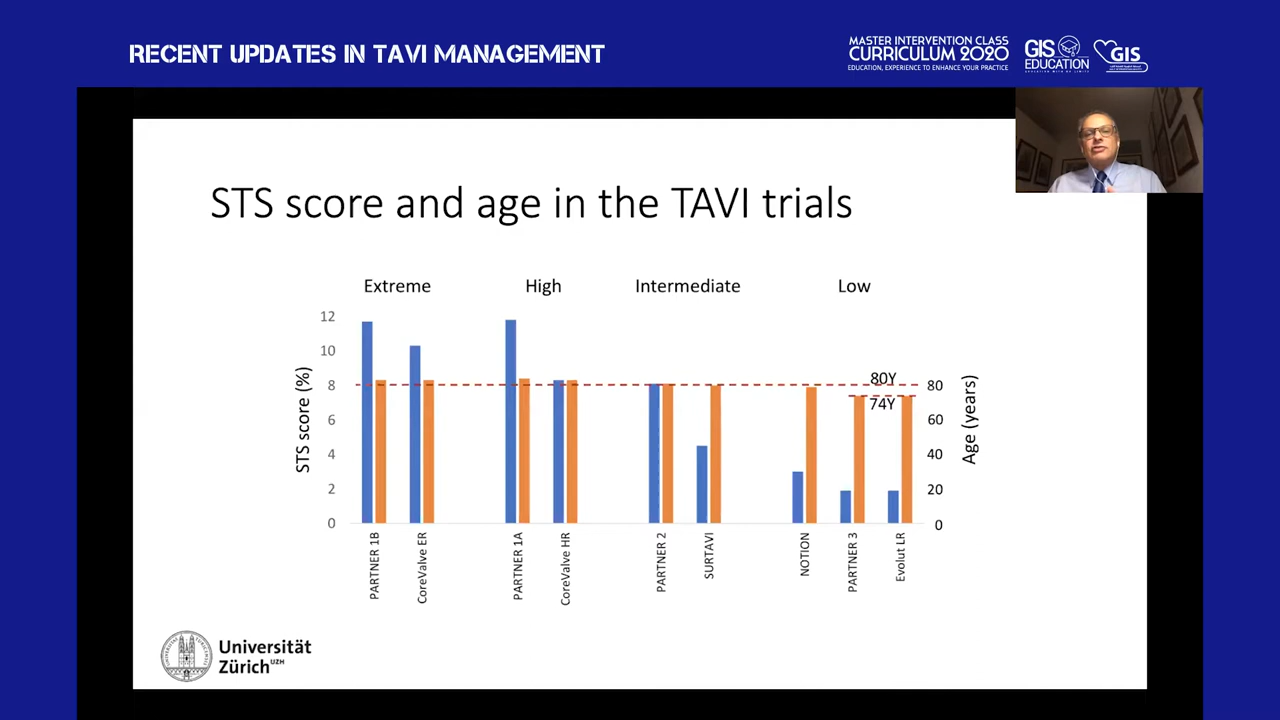 RECENT UPDATES IN TAVI MANAGEMENT
MASTER INTERVENTION CLASS
CURRICULUM 2020
EDUCATION, EXPERIENCE TO ENHANCE YOUR PRACTICE
GIS
EDUCATION
GIS
STS score and age in the TAVI trials
Extreme
High
Intermediate
Low
STS score (%)
12
10
8
6
4
2
0
80Y
74Y
80
60
40
20
0
Age (years)
PARTNER 1B
CoreValve ER
PARTNER 1A
CoreValve HR
PARTNER 2
SURTAVI
NOTION
PARTNER 3
Evolut LR
Universität
Zürich UZH